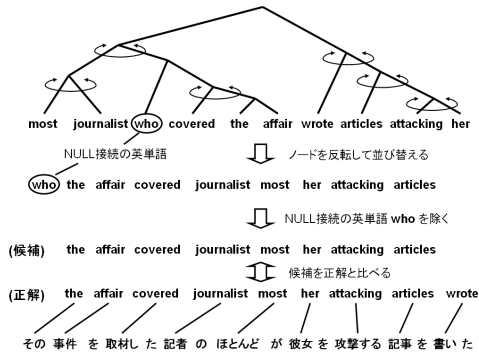 most journalist who covered the affair wrote articles attacking her
NULL接続の英単語
ノードを反転して並び替える
who the affair covered journalist most her attacking articles
NULL接続の英単語 who を除く
(候補) the affair covered journalist most her attacking articles
候補を正解と比べる
(正解) the affair covered journalist most her attacking articles wrote
その 事件 を 取材した 記者 の ほとんど が 彼女 を 攻撃する 記事 を 書いた